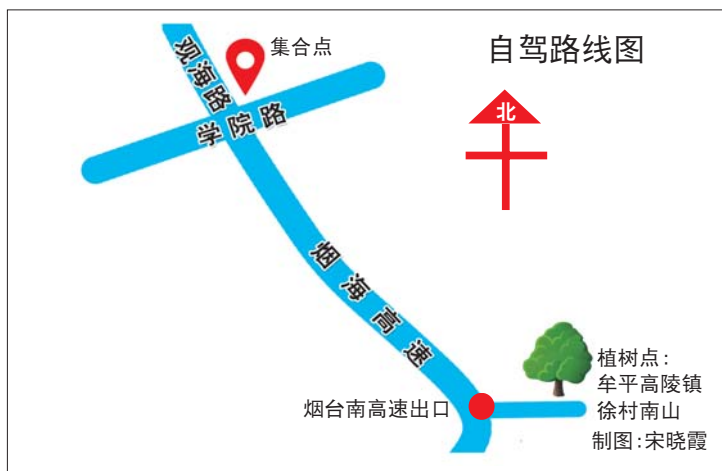 自驾路线图
集合点
北
观海路
学院路
烟海高速
烟台南高速出口
植树点：
牟平高陵镇
徐村南山
制图：宋晓霞